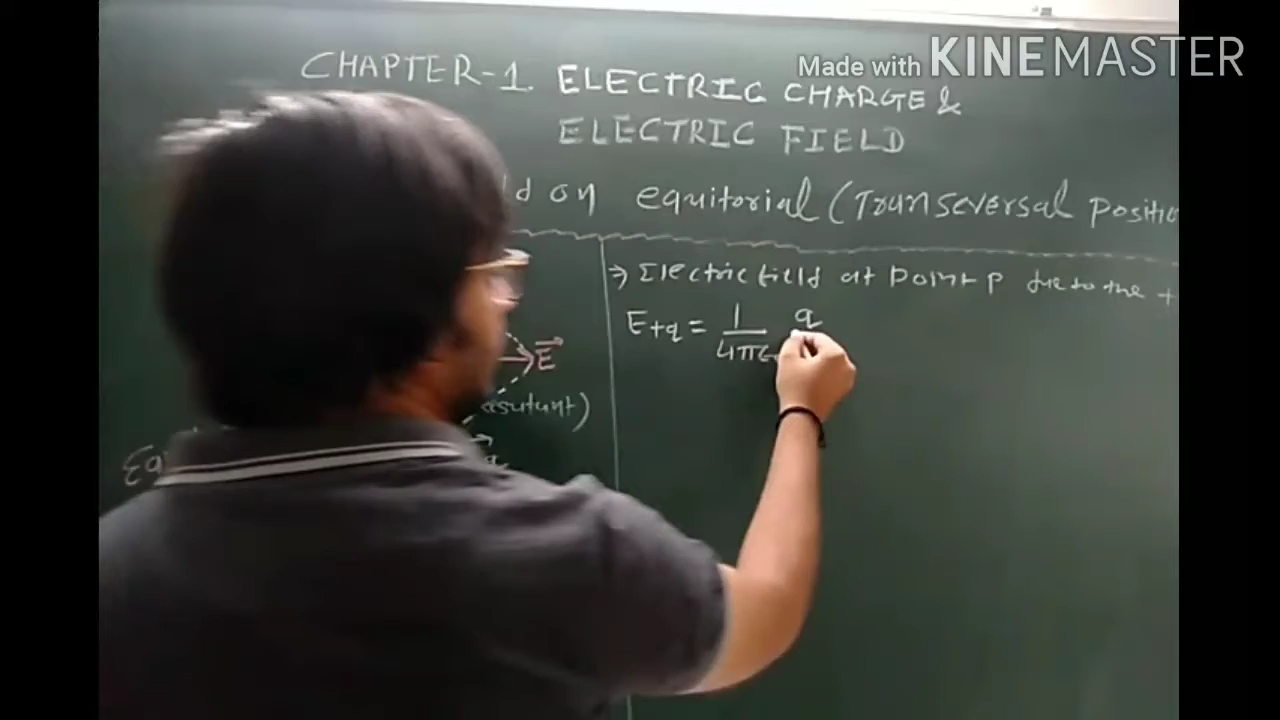 Made with KINEMASTER
CHAPTER-1. ELECTRIC CHARGE &
ELECTRIC FIELD
ld on equitorial (Transeversal positio
→ Electric field at point P due to the +
E+q = 1/4πε q
E